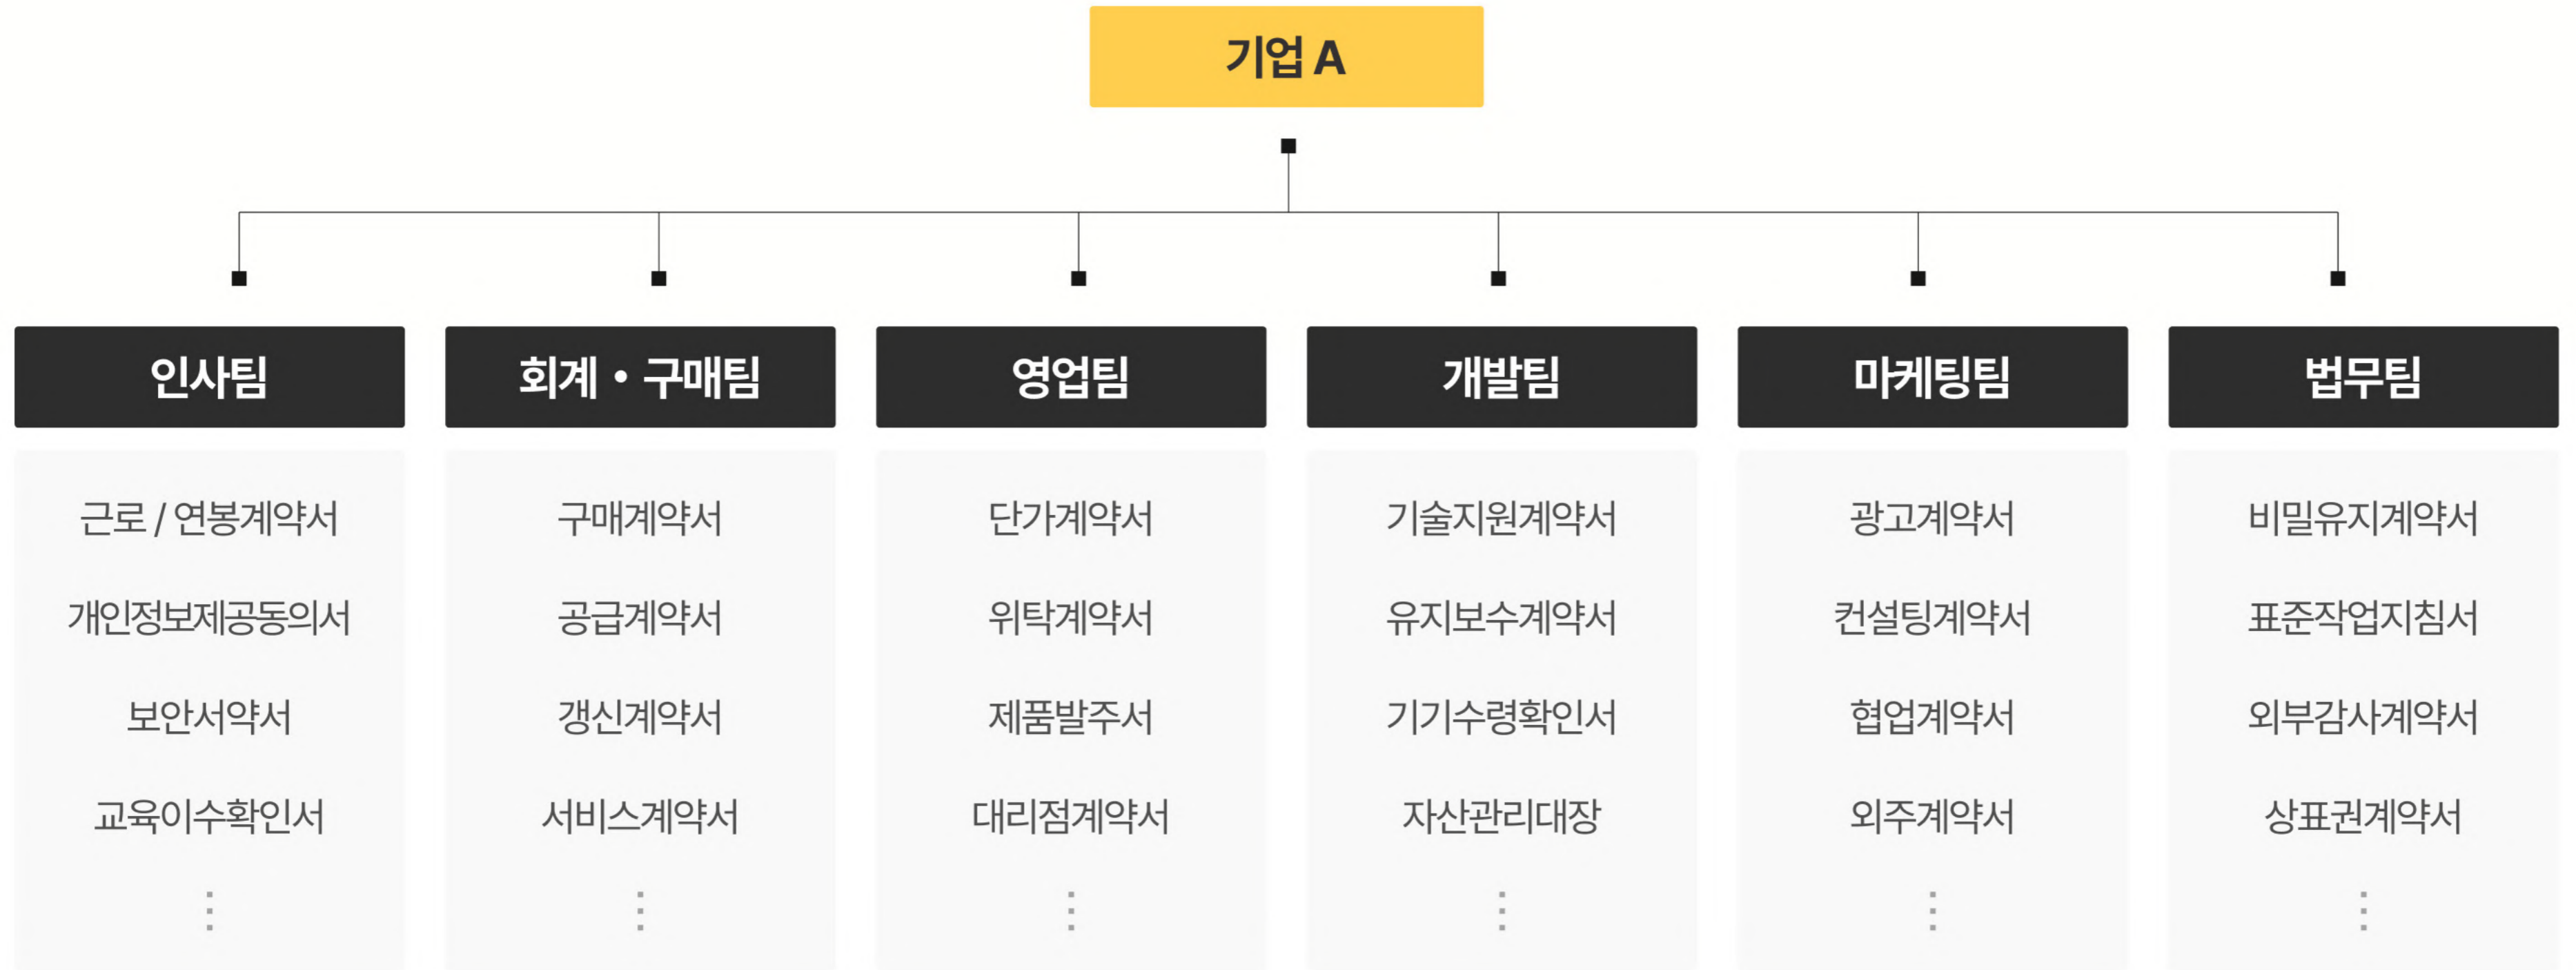 기업 A
인사팀
회계 • 구매팀
영업팀
개발팀
마케팅팀
법무팀
근로 / 연봉계약서
개인정보제공동의서
보안서약서
교육이수확인서
구매계약서
공급계약서
갱신계약서
서비스계약서
단가계약서
위탁계약서
제품발주서
대리점계약서
기술지원계약서
유지보수계약서
기기수령확인서
자산관리대장
광고계약서
컨설팅계약서
협업계약서
외주계약서
비밀유지계약서
표준작업지침서
외부감사계약서
상표권계약서